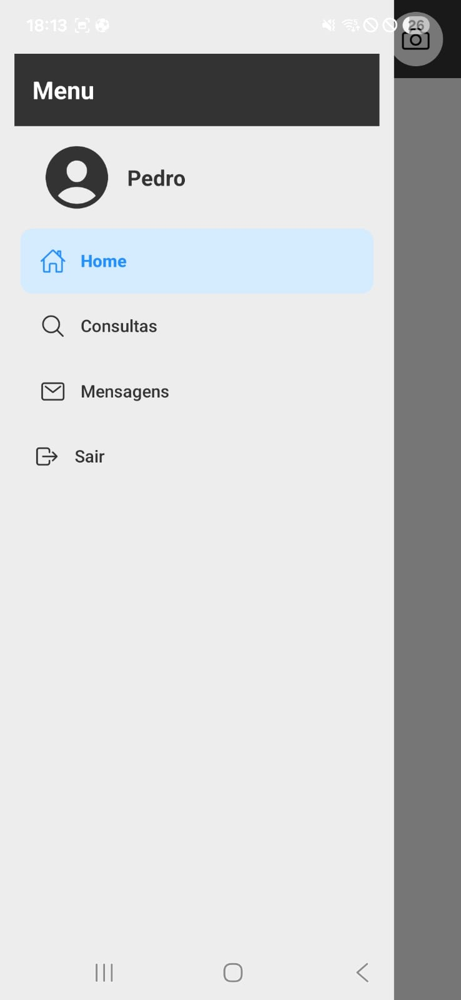 18:13 26
Menu
Pedro
Home
Consultas
Mensagens
Sair